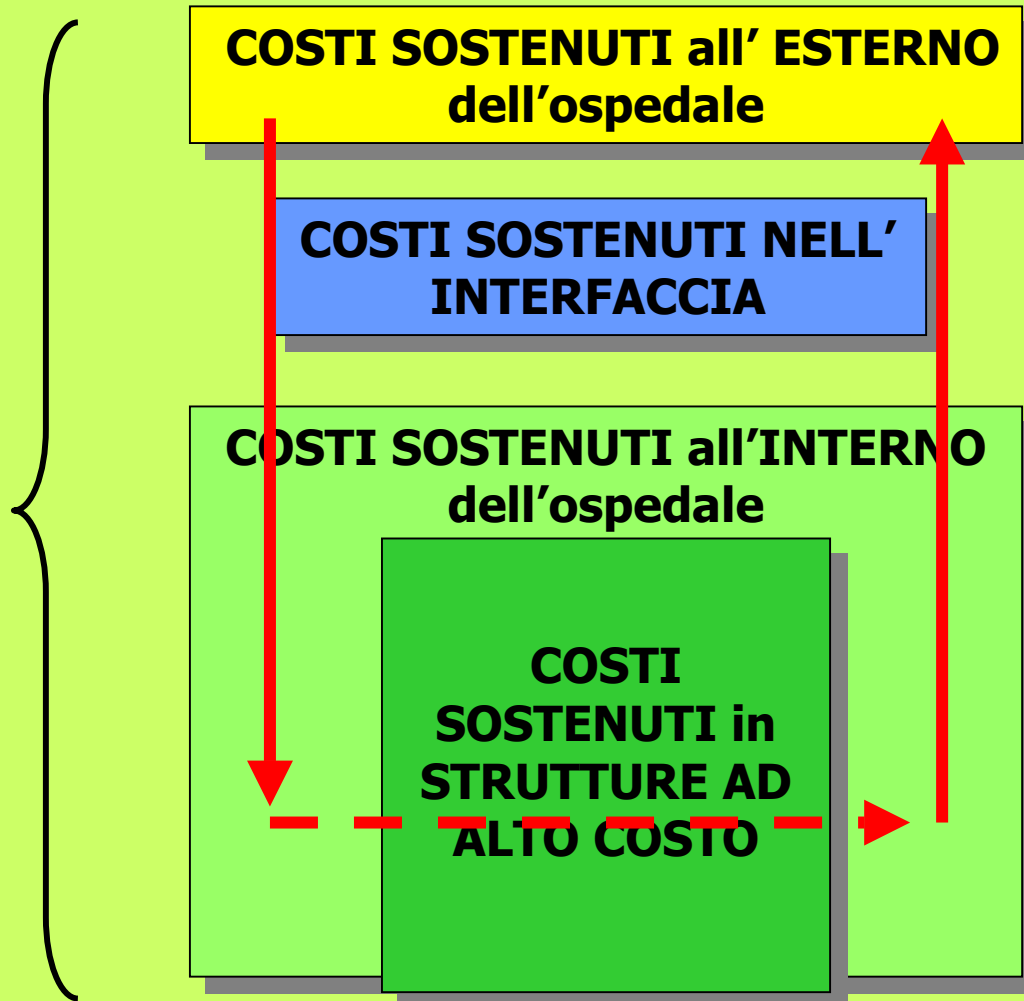 COSTI SOSTENUTI all’ ESTERNO
dell’ospedale
COSTI SOSTENUTI NELL’
INTERFACCIA
COSTI SOSTENUTI all’INTERNO
dell’ospedale
COSTI
SOSTENUTI in
STRUTTURE AD
ALTO COSTO